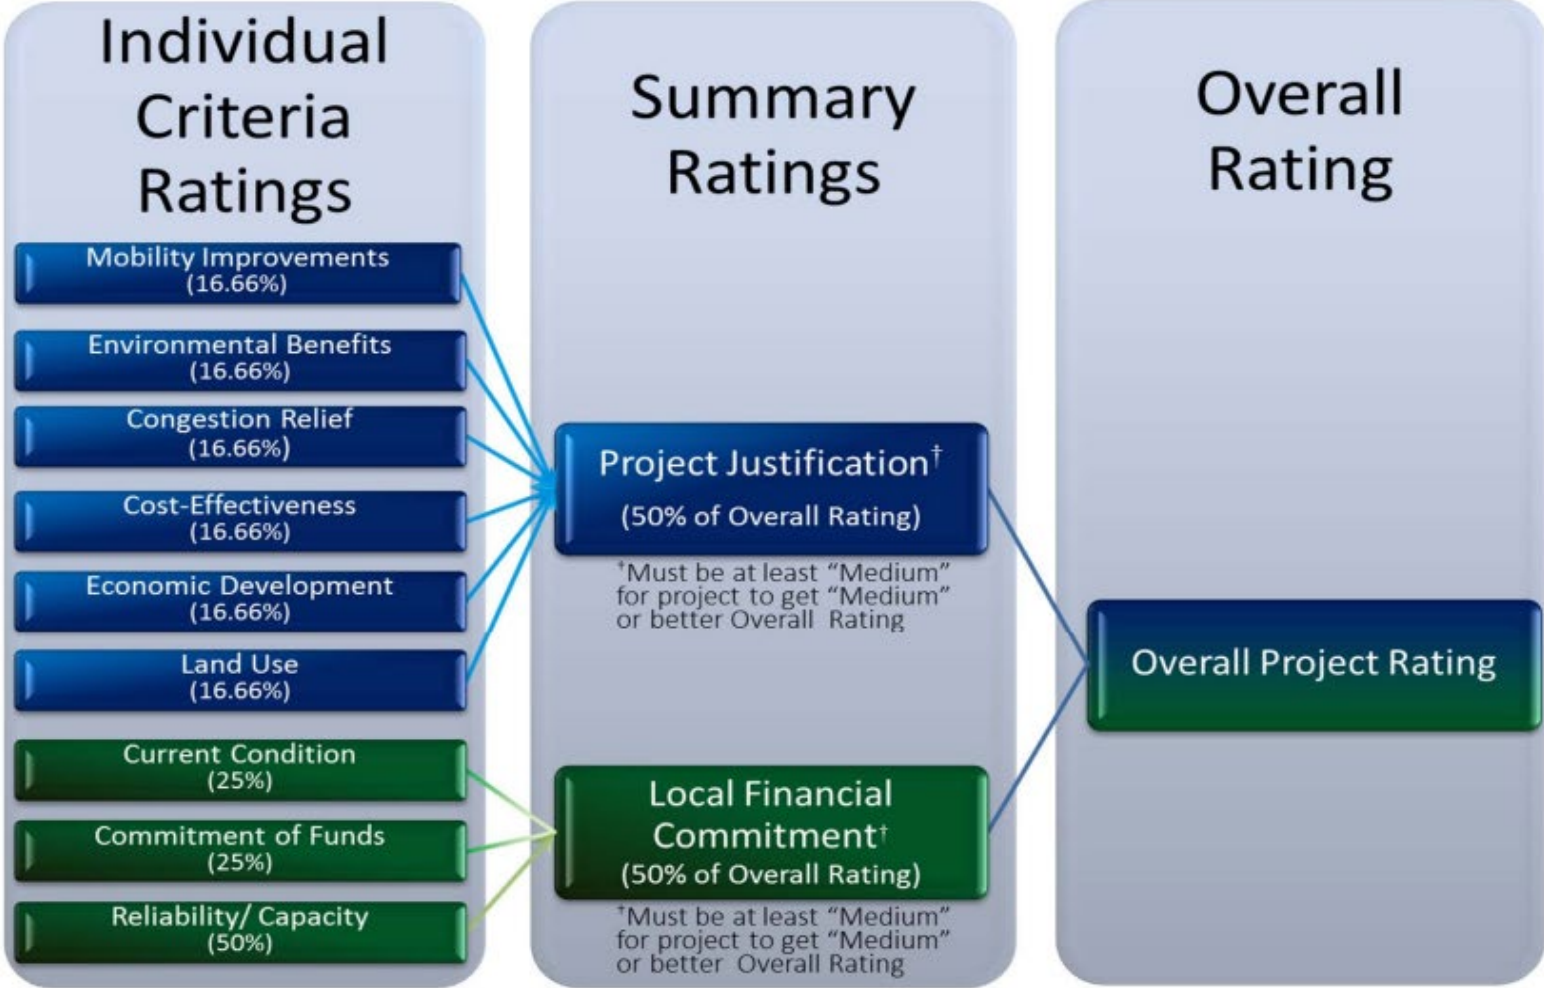 Individual
Criteria
Ratings
Mobility Improvements
(16.66%)
Environmental Benefits
(16.66%)
Congestion Relief
(16.66%)
Cost-Effectiveness
(16.66%)
Economic Development
(16.66%)
Land Use
(16.66%)
Current Condition
(25%)
Commitment of Funds
(25%)
Reliability/ Capacity
(50%)
Summary
Ratings
Project Justification†
(50% of Overall Rating)
†Must be at least “Medium”
for project to get “Medium”
or better Overall Rating
Local Financial
Commitment†
(50% of Overall Rating)
†Must be at least “Medium”
for project to get “Medium”
or better Overall Rating
Overall
Rating
Overall Project Rating